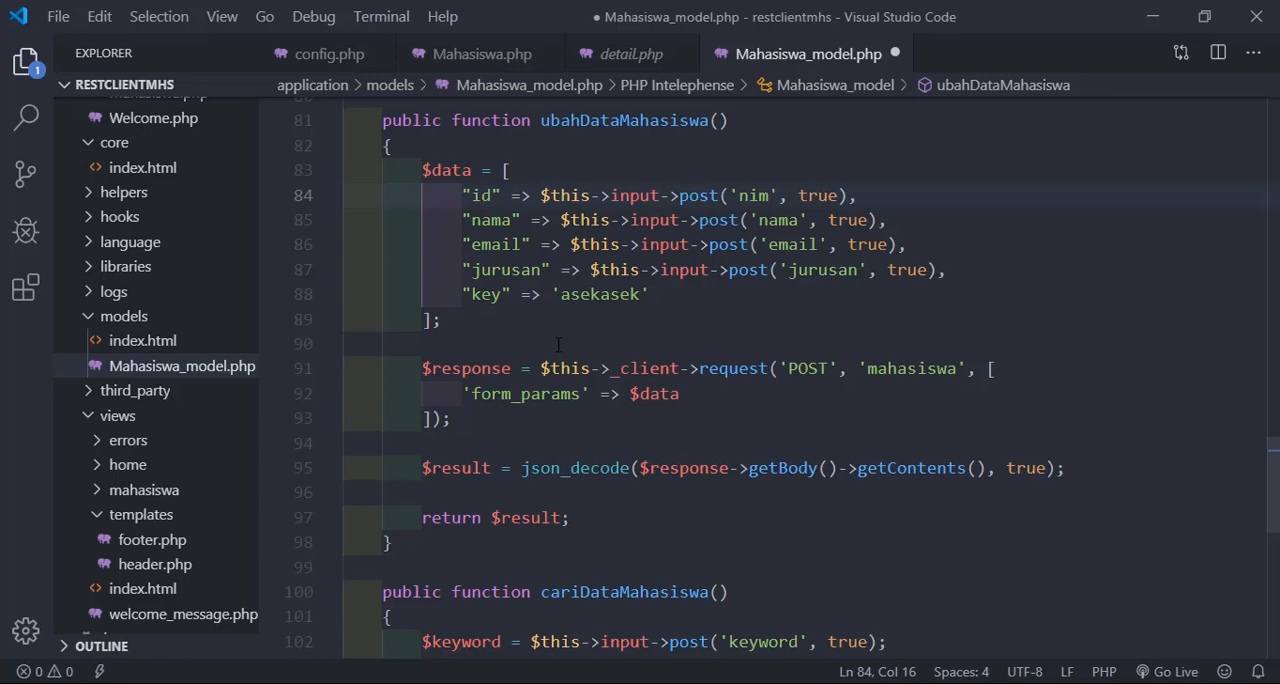 File Edit Selection View Go Debug Terminal Help
● Mahasiswa_model.php - restclientmhs - Visual Studio Code
EXPLORER
config.php
Mahasiswa.php
detail.php
Mahasiswa_model.php
1
RESTCLIENTMHS
application > models > Mahasiswa_model.php > PHP Intelephense > Mahasiswa_model > ubahDataMahasiswa
Welcome.php
core
index.html
helpers
hooks
language
libraries
logs
models
index.html
Mahasiswa_model.php
third_party
views
errors
home
mahasiswa
templates
footer.php
header.php
index.html
welcome_message.php
OUTLINE
81 public function ubahDataMahasiswa()
82 {
83 $data = [
84 "id" => $this->input->post('nim', true),
85 "nama" => $this->input->post('nama', true),
86 "email" => $this->input->post('email', true),
87 "jurusan" => $this->input->post('jurusan', true),
88 "key" => 'asekasek'
89 ];
90
91 $response = $this->_client->request('POST', 'mahasiswa', [
92 'form_params' => $data
93 ]);
94
95 $result = json_decode($response->getBody()->getContents(), true);
96
97 return $result;
98 }
99
100 public function cariDataMahasiswa()
101 {
102 $keyword = $this->input->post('keyword', true);
0 0
Ln 84, Col 16 Spaces: 4 UTF-8 LF PHP Go Live